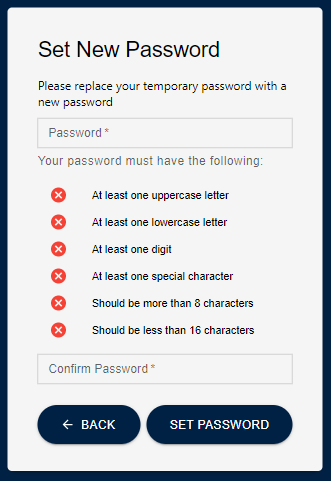 Set New Password
Please replace your temporary password with a
new password
Password *
Your password must have the following:
At least one uppercase letter
At least one lowercase letter
At least one digit
At least one special character
Should be more than 8 characters
Should be less than 16 characters
Confirm Password *
← BACK
SET PASSWORD